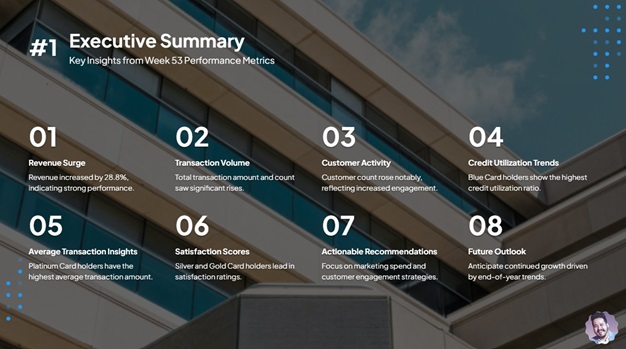 #1
Executive Summary
Key Insights from Week 53 Performance Metrics
01
Revenue Surge
Revenue increased by 28.8%,
indicating strong performance.
02
Transaction Volume
Total transaction amount and count
saw significant rises.
03
Customer Activity
Customer count rose notably,
reflecting increased engagement.
04
Credit Utilization Trends
Blue Card holders show the highest
credit utilization ratio.
05
Average Transaction Insights
Platinum Card holders have the
highest average transaction amount.
06
Satisfaction Scores
Silver and Gold Card holders lead in
satisfaction ratings.
07
Actionable Recommendations
Focus on marketing spend and
customer engagement strategies.
08
Future Outlook
Anticipate continued growth driven
by end-of-year trends.